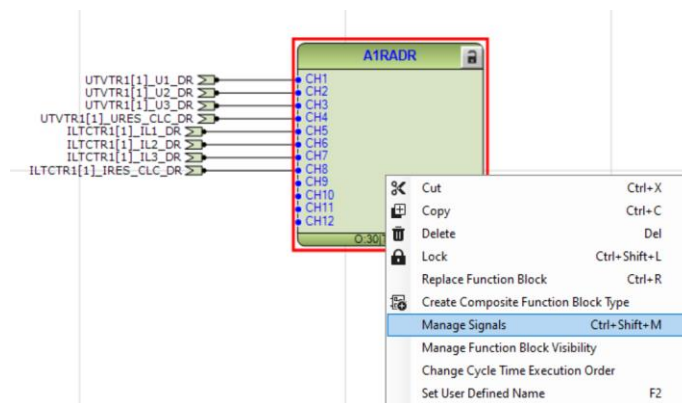 A1RADR
UTVTR1[1]_U1_DR
UTVTR1[1]_U2_DR
UTVTR1[1]_U3_DR
UTVTR1[1]_URES_CLC_DR
ILTCTR1[1]_IL1_DR
ILTCTR1[1]_IL2_DR
ILTCTR1[1]_IL3_DR
ILTCTR1[1]_IRES_CLC_DR
CH1
CH2
CH3
CH4
CH5
CH6
CH7
CH8
CH9
CH10
CH11
CH12
Cut Ctrl+X
Copy Ctrl+C
Delete Del
Lock Ctrl+Shift+L
Replace Function Block Ctrl+R
Create Composite Function Block Type
Manage Signals Ctrl+Shift+M
Manage Function Block Visibility
Change Cycle Time Execution Order
Set User Defined Name F2